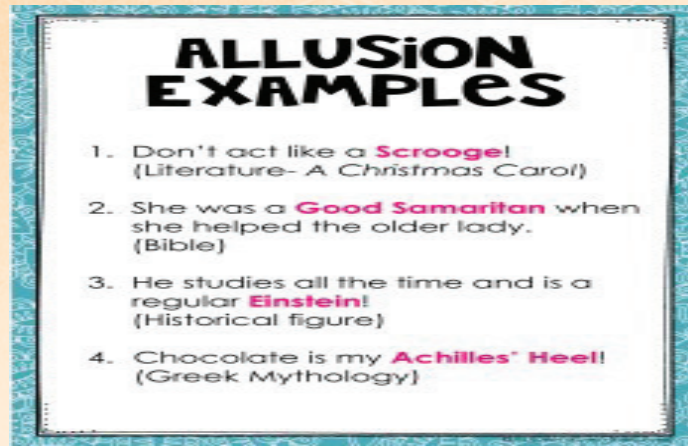 ALLUSION
EXAMPLES
1. Don't act like a Scrooge!
(Literature- A Christmas Carol)
2. She was a Good Samaritan when
she helped the older lady.
(Bible)
3. He studies all the time and is a
regular Einstein!
(Historical figure)
4. Chocolate is my Achilles' Heel!
(Greek Mythology)